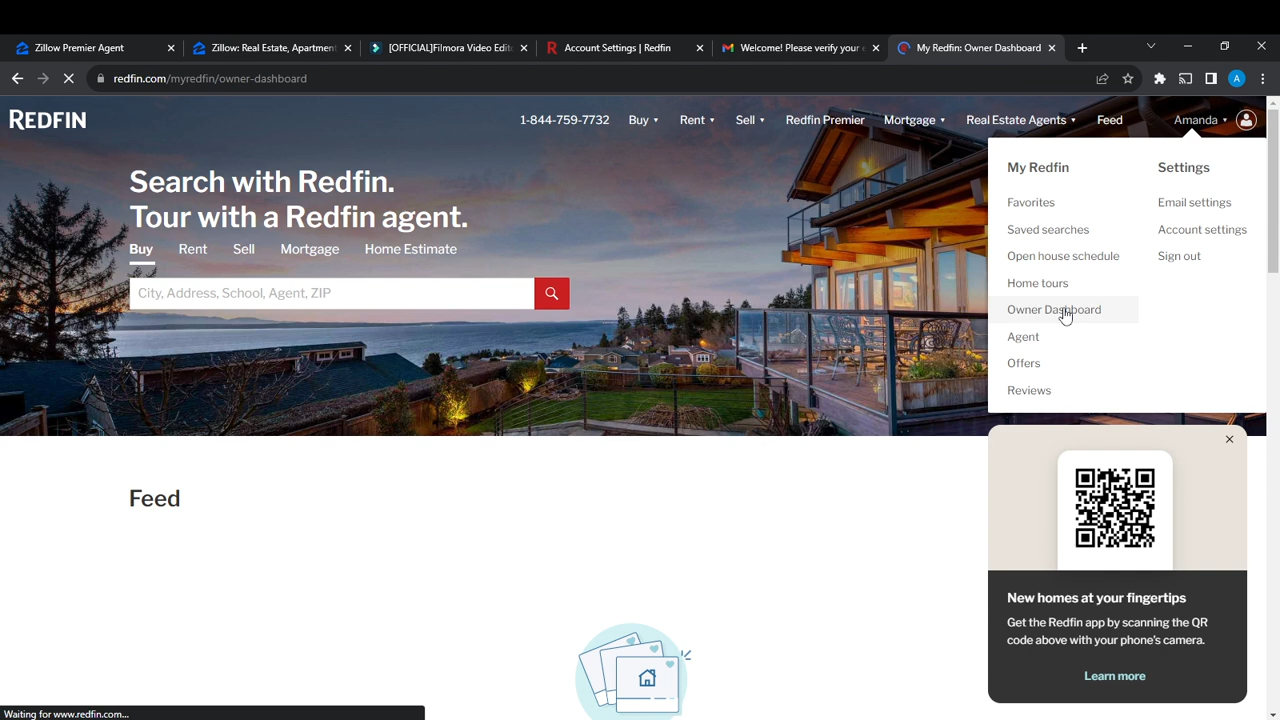 Zillow Premier Agent
Zillow: Real Estate, Apartment
[OFFICIAL]Filmora Video Edito
Account Settings | Redfin
Welcome! Please verify your e
My Redfin: Owner Dashboard
redfin.com/myredfin/owner-dashboard
A
REDFIN
1-844-759-7732
Buy
Rent
Sell
Redfin Premier
Mortgage
Real Estate Agents
Feed
Amanda
My Redfin
Settings
Favorites
Email settings
Saved searches
Account settings
Open house schedule
Sign out
Home tours
Owner Dashboard
Agent
Offers
Reviews
Search with Redfin.
Tour with a Redfin agent.
Buy
Rent
Sell
Mortgage
Home Estimate
City, Address, School, Agent, ZIP
Feed
New homes at your fingertips
Get the Redfin app by scanning the QR
code above with your phone's camera.
Learn more
Waiting for www.redfin.com...